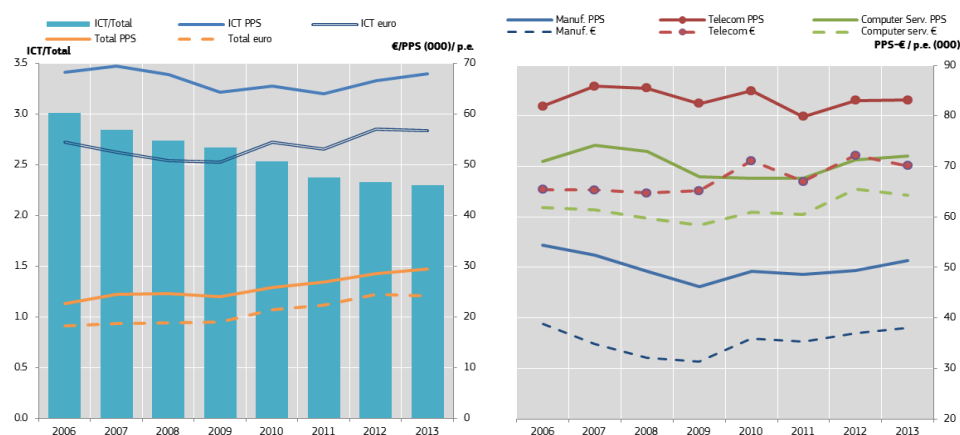 ICT/Total ICT PPS ICT euro
Total PPS Total euro
ICT/Total €/PPS (000)/ p.e.
3.5 70
3.0 60
2.5 50
2.0 40
1.5 30
1.0 20
0.5 10
0.0 0
2006 2007 2008 2009 2010 2011 2012 2013
Manuf. PPS Telecom PPS Computer Serv. PPS
Manuf. € Telecom € Computer serv. €
PPS-€ / p.e. (000)
90
80
70
60
50
40
30
20
2006 2007 2008 2009 2010 2011 2012 2013